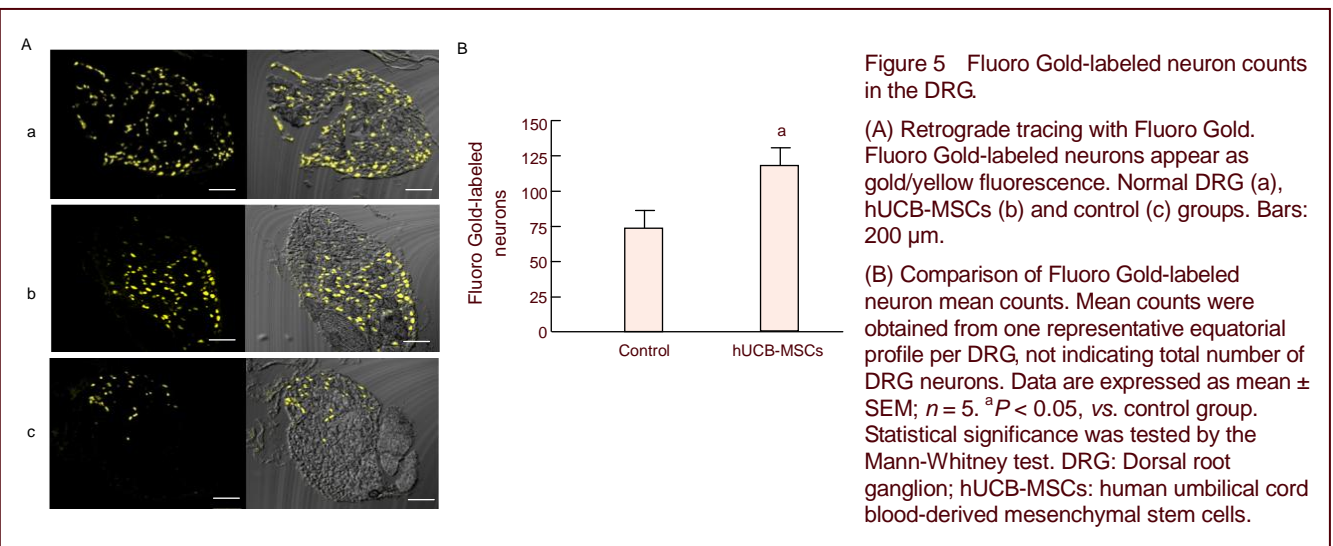 A
a
b
c
B
Fluoro Gold-labeled
neurons
150
125
100
75
50
25
0
Control hUCB-MSCs
a
Figure 5 Fluoro Gold-labeled neuron counts
in the DRG.
(A) Retrograde tracing with Fluoro Gold.
Fluoro Gold-labeled neurons appear as
gold/yellow fluorescence. Normal DRG (a),
hUCB-MSCs (b) and control (c) groups. Bars:
200 µm.
(B) Comparison of Fluoro Gold-labeled
neuron mean counts. Mean counts were
obtained from one representative equatorial
profile per DRG, not indicating total number of
DRG neurons. Data are expressed as mean ±
SEM; n = 5. ᵃP < 0.05, vs. control group.
Statistical significance was tested by the
Mann-Whitney test. DRG: Dorsal root
ganglion; hUCB-MSCs: human umbilical cord
blood-derived mesenchymal stem cells.